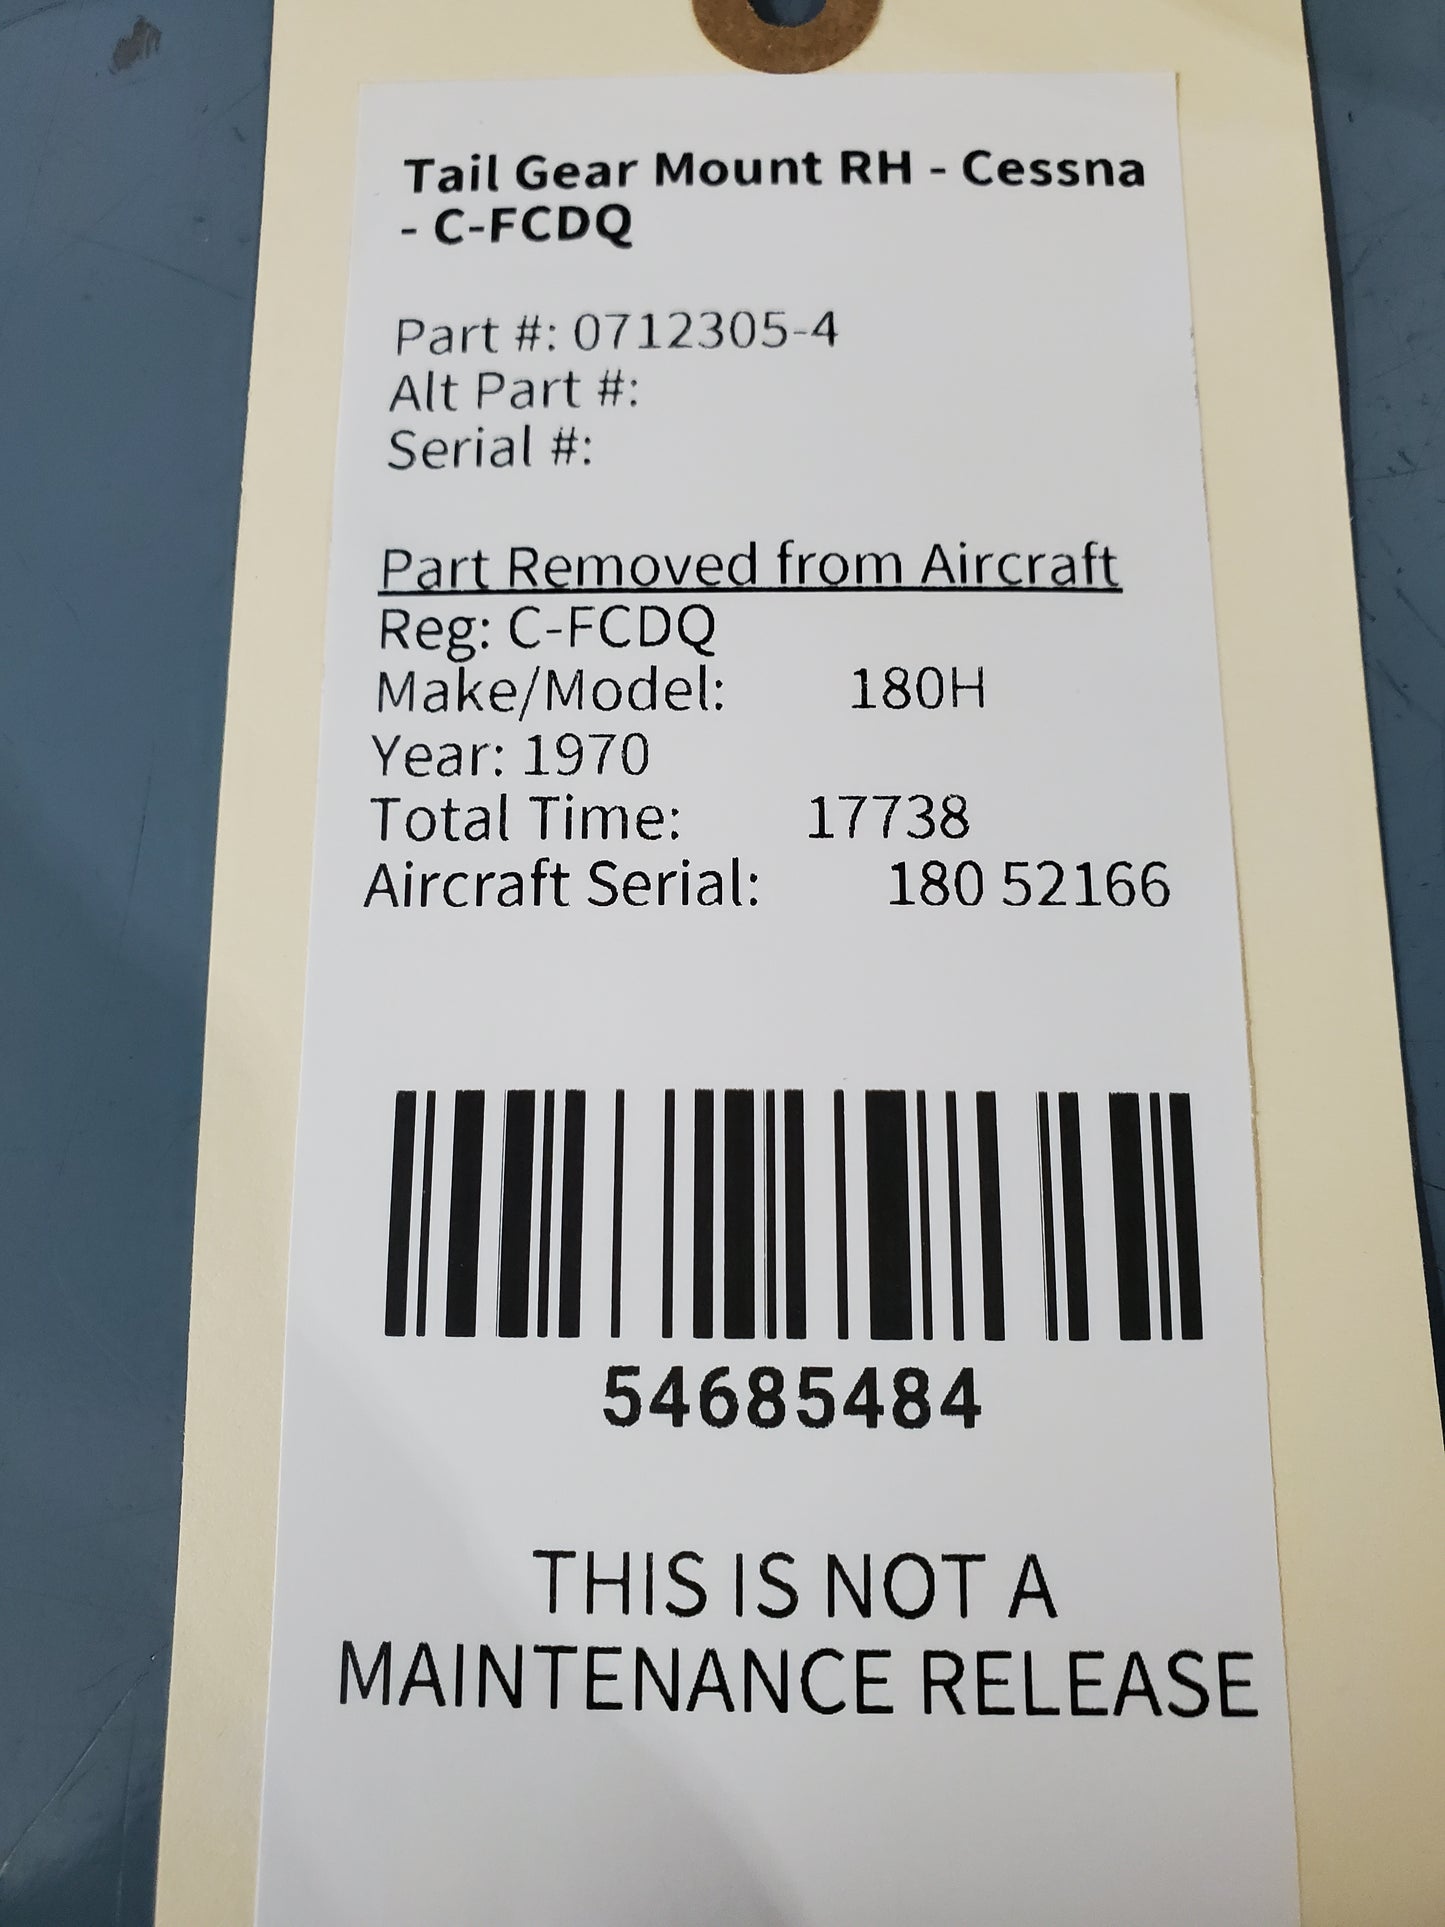 Tail Gear Mount RH - Cessna
- C-FCDQ
Part #: 0712305-4
Alt Part #:
Serial #:
Part Removed from Aircraft
Reg: C-FCDQ
Make/Model: 180H
Year: 1970
Total Time: 17738
Aircraft Serial: 180 52166
54685484
THIS IS NOT A
MAINTENANCE RELEASE